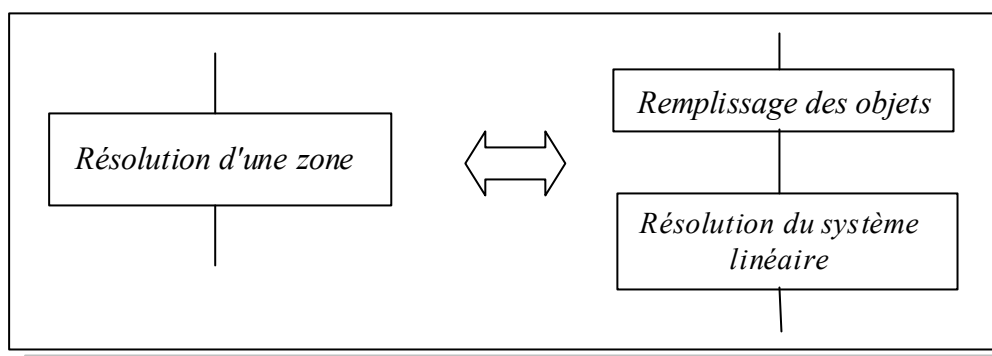 Résolution d'une zone
Remplissage des objets
Résolution du système
linéaire